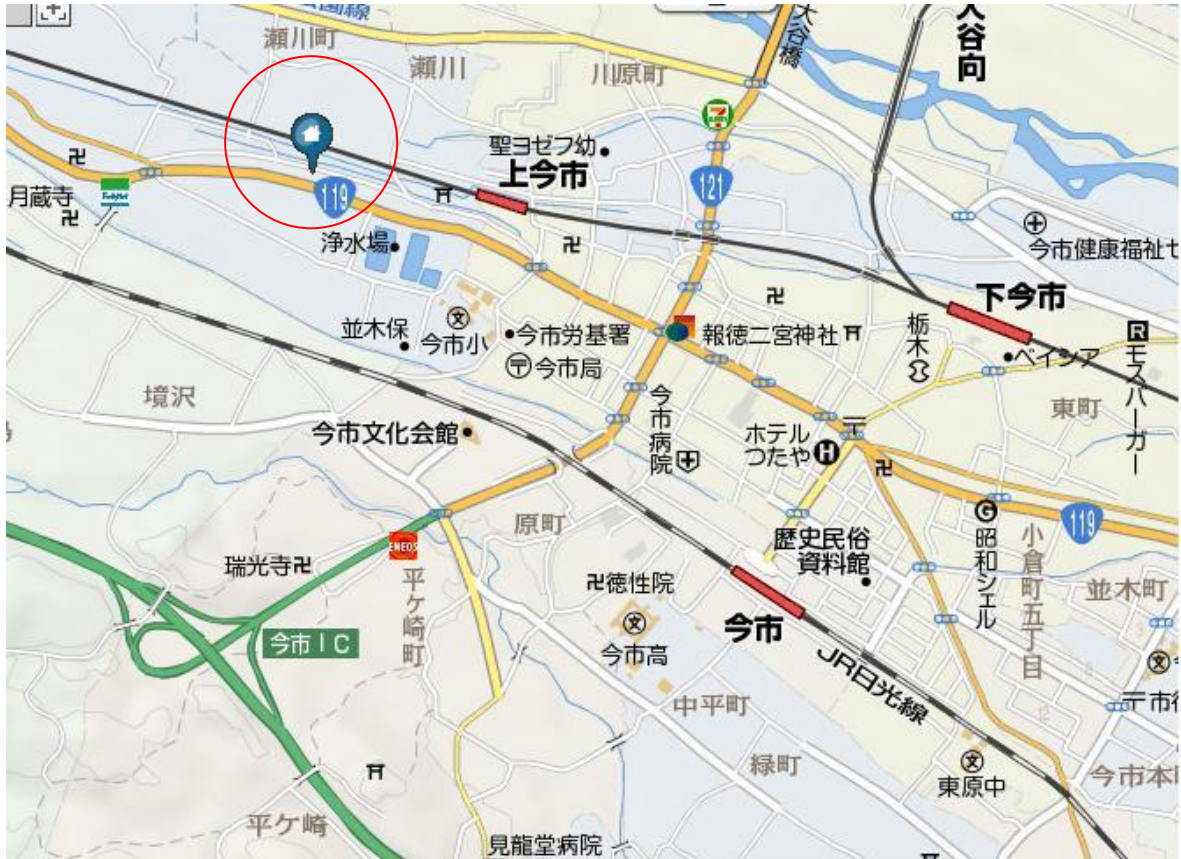 園線
瀬川町
瀬川
川原町
大谷橋
大谷向
聖ヨゼフ幼
上今市
121
119
月蔵寺
FamilyMart
浄水場
今市健康福祉セ
下今市
並木保
今市小
今市労基署
今市局
報徳二宮神社
栃木
ベイシア
モスバーガー
R
東町
境沢
今市文化会館
今市病院
ホテル
つたや
H
原町
ENEOS
瑞光寺
平ケ崎町
徳性院
歴史民俗
資料館
G
昭和シェル
119
小倉町五丁目
並木町
今市IC
今市高
文
今市
JR日光線
中平町
〒市役
12
緑町
東原中
今市本町
平ケ崎
見龍堂病院